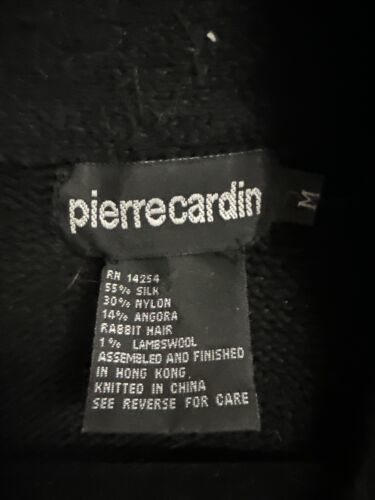 pierre cardin
M
RN 14254
55% SILK
30% NYLON
14% ANGORA
RABBIT HAIR
1% LAMBSWOOL
ASSEMBLED AND FINISHED
IN HONG KONG
KNITTED IN CHINA
SEE REVERSE FOR CARE